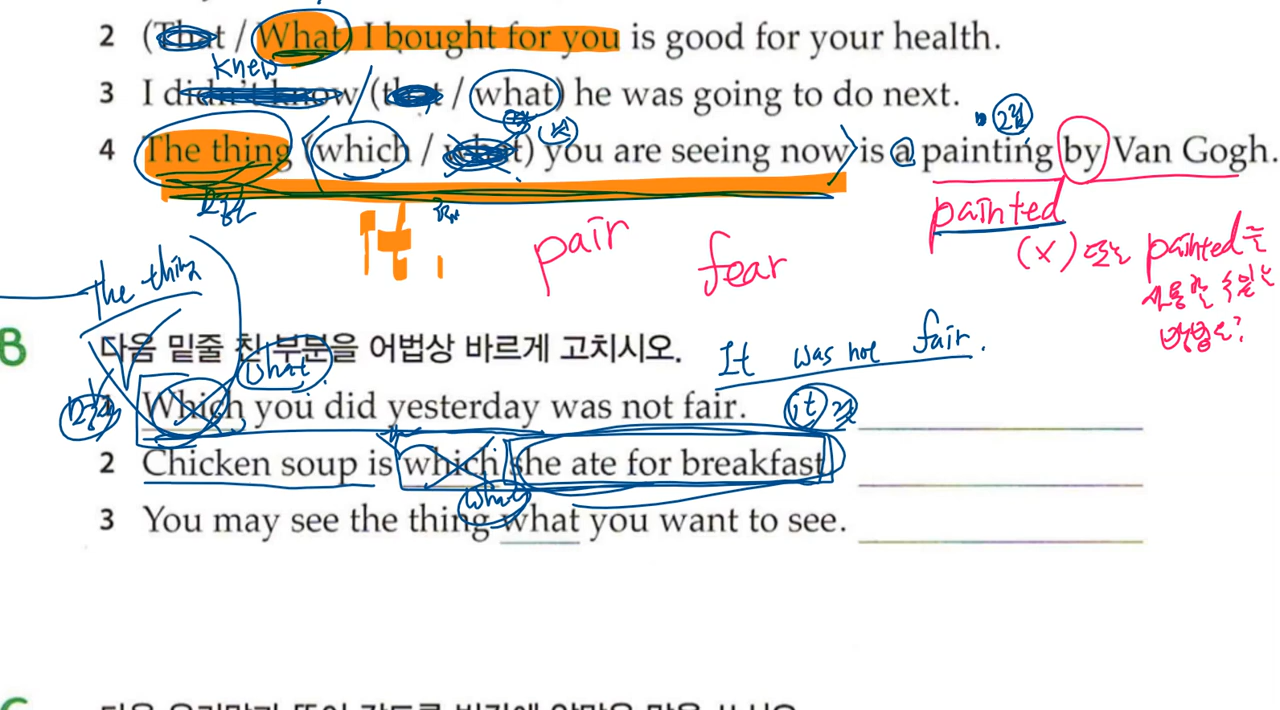 2 (That / What) I bought for you is good for your health.
knew
3 I didn't know (that / what) he was going to do next.
4 The thing (which / what) you are seeing now is a painting by Van Gogh.
painted
It
pair fear
(X) 또는 painted를
사용할 수 있는
방법은?
the thing
B 다음 밑줄 친 부분을 어법상 바르게 고치시오.
It was not fair.
what
1 Which you did yesterday was not fair.
it
2 Chicken soup is which she ate for breakfast.
what
3 You may see the thing what you want to see.